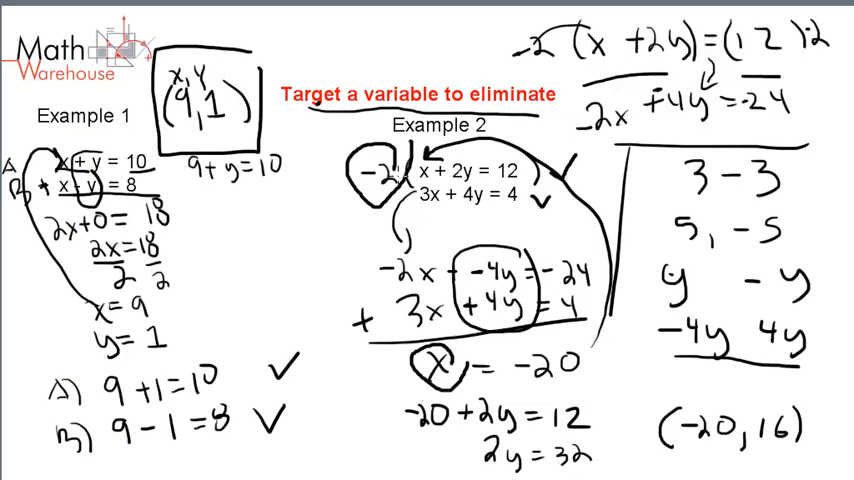 Math
Warehouse
x, y
(9, 1)
Target a variable to eliminate
Example 1
A x + y = 10
B + x - y = 8
9 + y = 10
2x + 0 = 18
2x = 18
2 2
x = 9
y = 1
A) 9 + 1 = 10 ✓
B) 9 - 1 = 8 ✓
Example 2
-2( x + 2y = 12 ) ✓
3x + 4y = 4 ✓
-2x - -4y = -24
+ 3x + 4y = 4
x = -20
-20 + 2y = 12
2y = 32
-2 (x + 2y) = (12) -2
-2x + -4y = -24
3 - 3
5, -5
y - y
-4y 4y
(-20, 16)